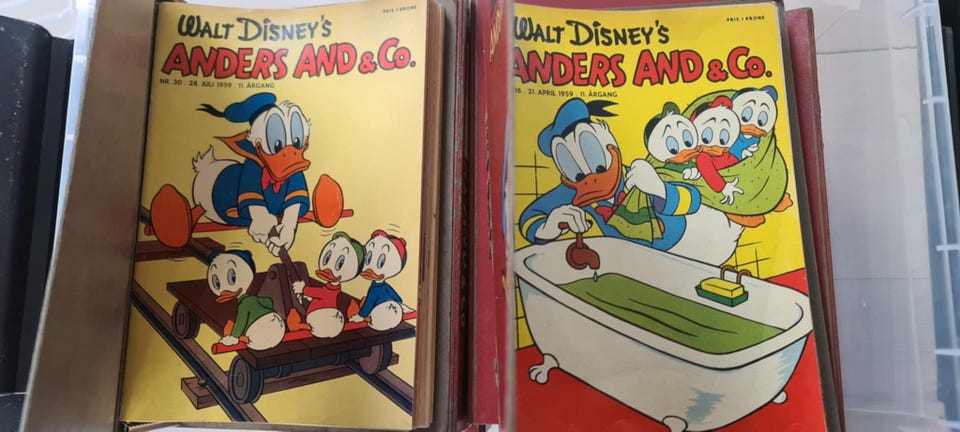 PRIS 1 KRONE
WALT DISNEY'S
ANDERS AND & Co.
NR. 30 . 28. JULI 1959 . 11. ÅRGANG
PRIS 1 KRONE
WALT DISNEY'S
ANDERS AND & Co.
16 . 21. APRIL 1959 . 11. ÅRGANG